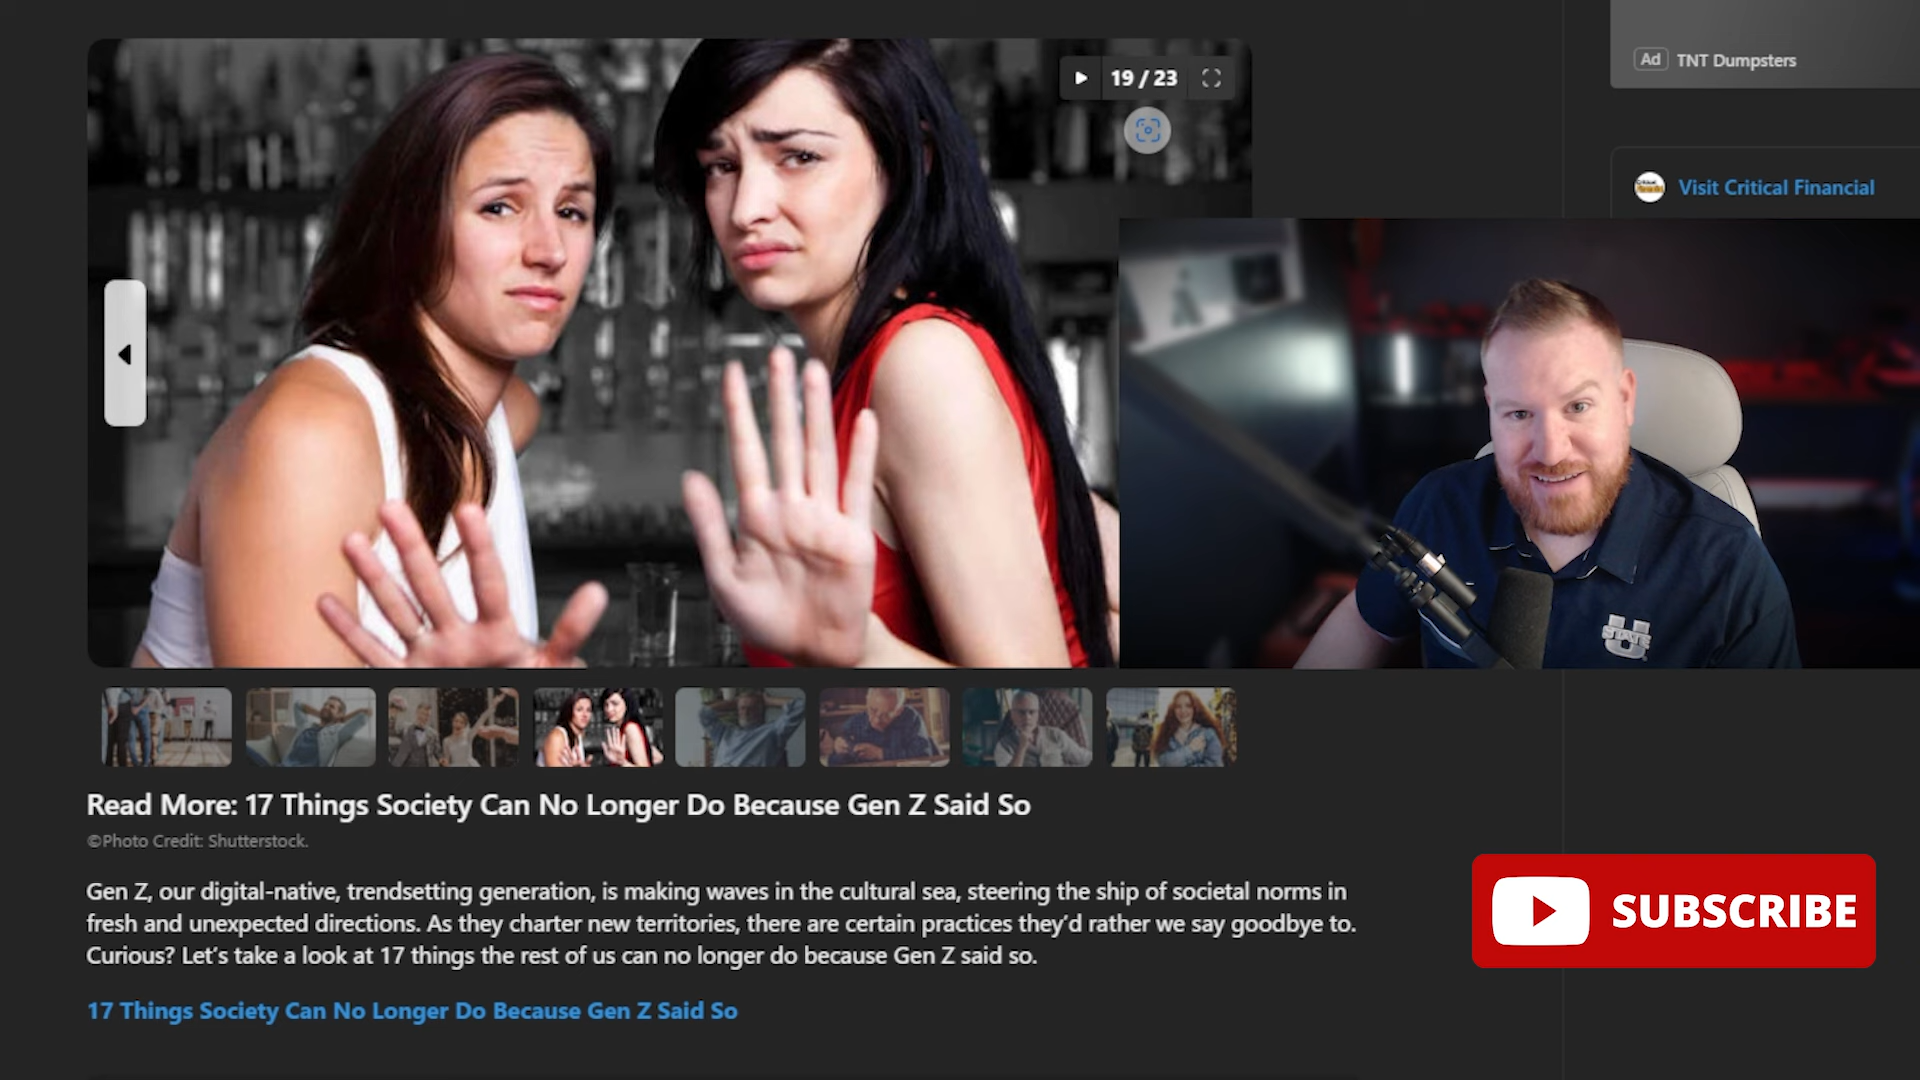 19 / 23
Ad TNT Dumpsters
Visit Critical Financial
U
STATE
Read More: 17 Things Society Can No Longer Do Because Gen Z Said So
©Photo Credit: Shutterstock.
Gen Z, our digital-native, trendsetting generation, is making waves in the cultural sea, steering the ship of societal norms in
fresh and unexpected directions. As they charter new territories, there are certain practices they’d rather we say goodbye to.
Curious? Let’s take a look at 17 things the rest of us can no longer do because Gen Z said so.
SUBSCRIBE
17 Things Society Can No Longer Do Because Gen Z Said So